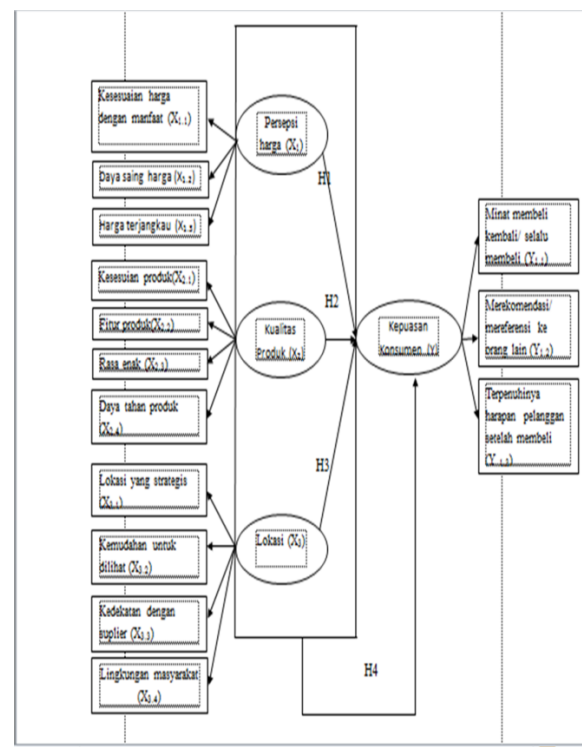 Kesesuaian harga
dengan manfaat (X1.1)
Daya saing harga (X1.2)
Harga terjangkau (X1.3)
Kesesuian produk(X2.1)
Fitur produk(X2.2)
Rasa enak (X2.3)
Daya tahan produk
(X2.4)
Lokasi yang strategis
(X3.1)
Kemudahan untuk
dilihat (X3.2)
Kedekatan dengan
suplier (X3.3)
Lingkungan masyarakat
(X3.4)
Persepsi
harga (X1)
Kualitas
Produk (X2)
Lokasi (X3)
H1
H2
H3
H4
Kepuasan
Konsumen (Y)
Minat membeli
kembali/ selalu
membeli (Y1.1)
Merekomendasi/
mereferensi ke
orang lain (Y1.2)
Terpenuhinya
harapan pelanggan
setelah membeli
(Y1.3)